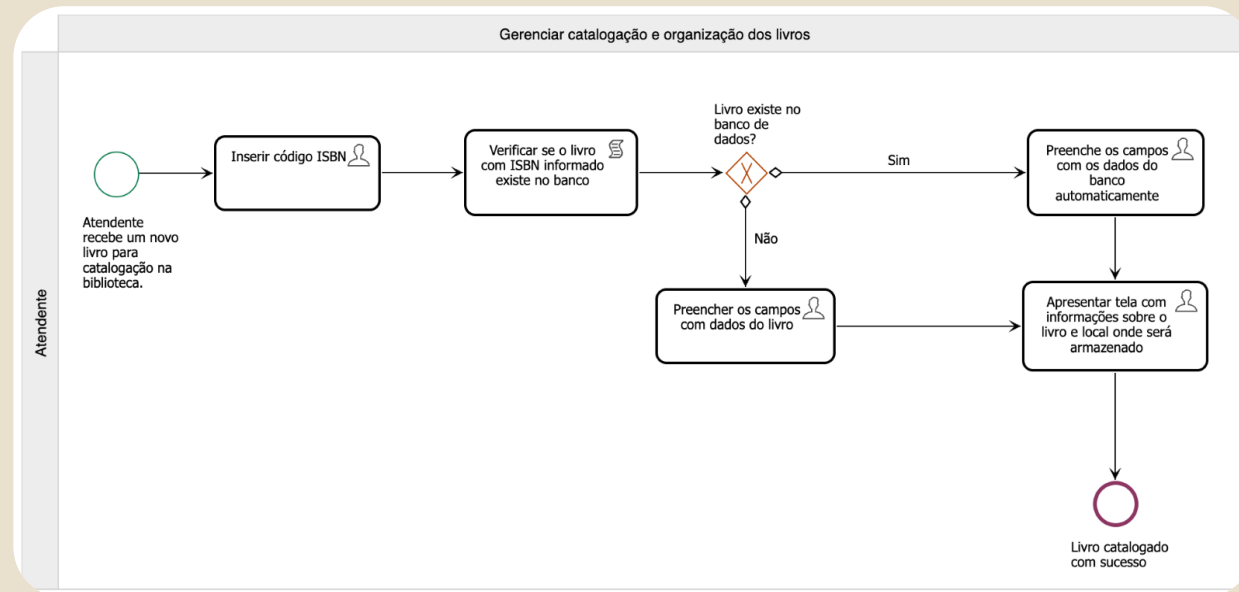 Gerenciar catalogação e organização dos livros
Atendente
Atendente
recebe um novo
livro para
catalogação na
biblioteca.
Inserir código ISBN
Verificar se o livro
com ISBN informado
existe no banco
Livro existe no
banco de
dados?
X
Sim
Não
Preenche os campos
com os dados do
banco
automaticamente
Preencher os campos
com dados do livro
Apresentar tela com
informações sobre o
livro e local onde será
armazenado
Livro catalogado
com sucesso